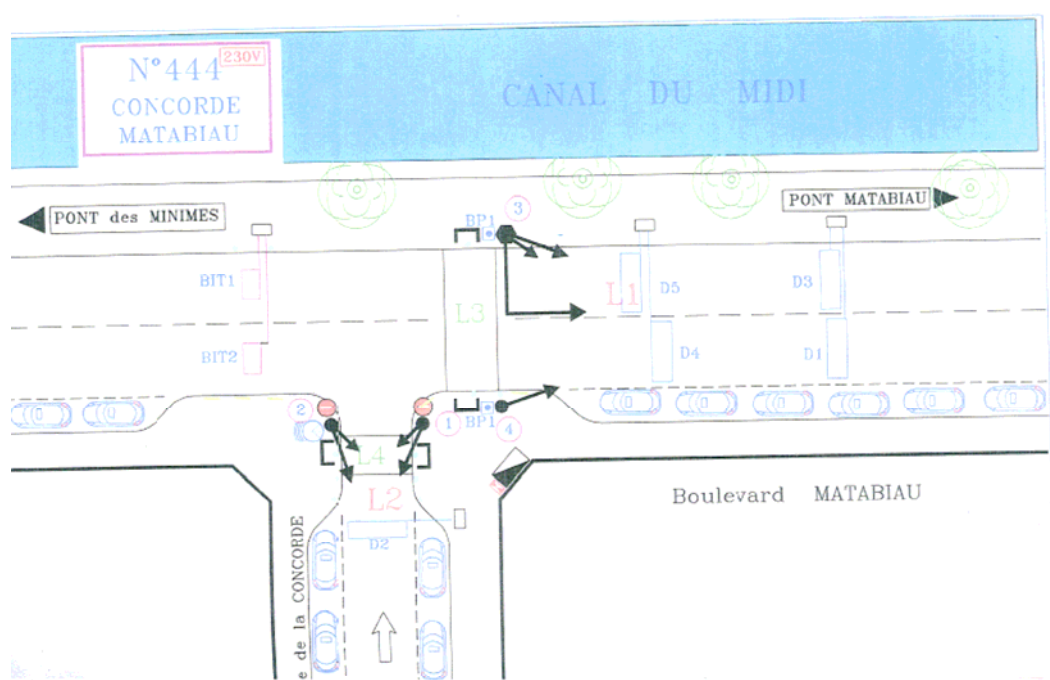 N°444
230V
CONCORDE
MATABIAU
CANAL DU MIDI
PONT des MINIMES
PONT MATABIAU
BP1
3
BIT1
L1
D5
D3
L3
BIT2
D4
D1
2
1
BP1
4
L4
L2
Boulevard MATABIAU
D2
e de la CONCORDE